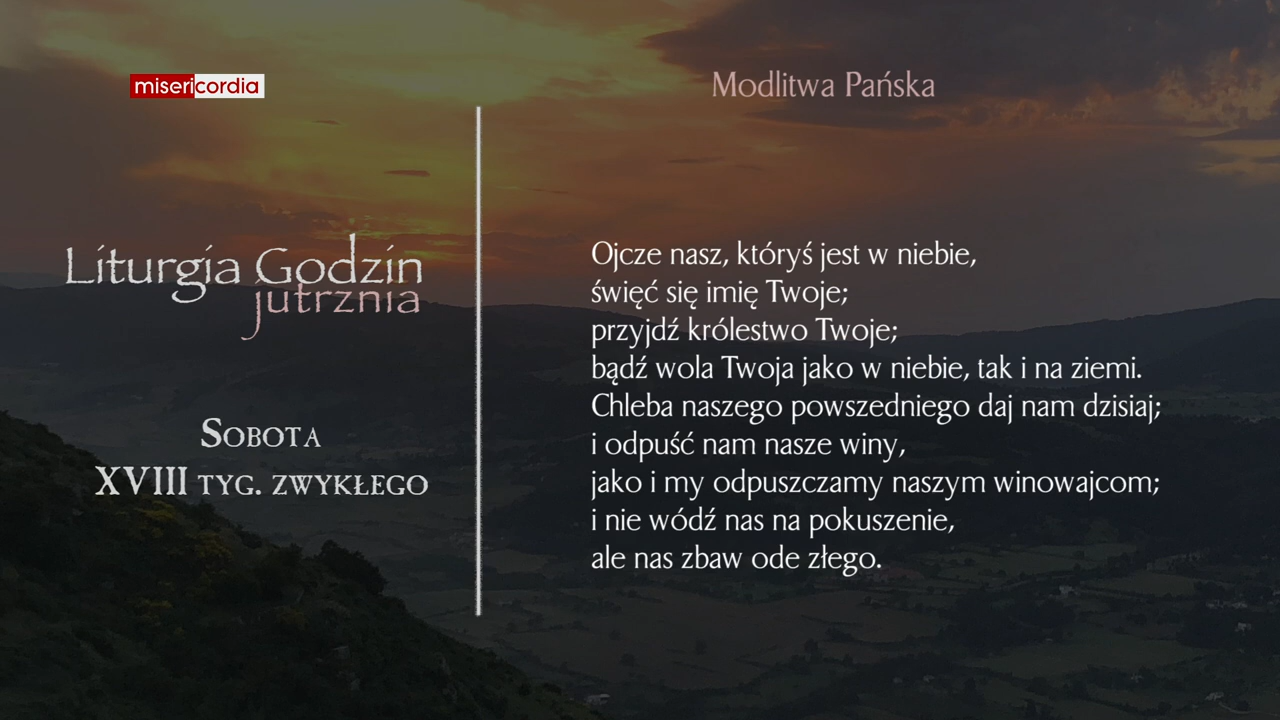 misericordia
Liturgia Godzin
jutrznia
Sobota
XVIII tyg. zwykłego
Modlitwa Pańska
Ojcze nasz, któryś jest w niebie,
święć się imię Twoje;
przyjdź królestwo Twoje;
bądź wola Twoja jako w niebie, tak i na ziemi.
Chleba naszego powszedniego daj nam dzisiaj;
i odpuść nam nasze winy,
jako i my odpuszczamy naszym winowajcom;
i nie wódź nas na pokuszenie,
ale nas zbaw ode złego.